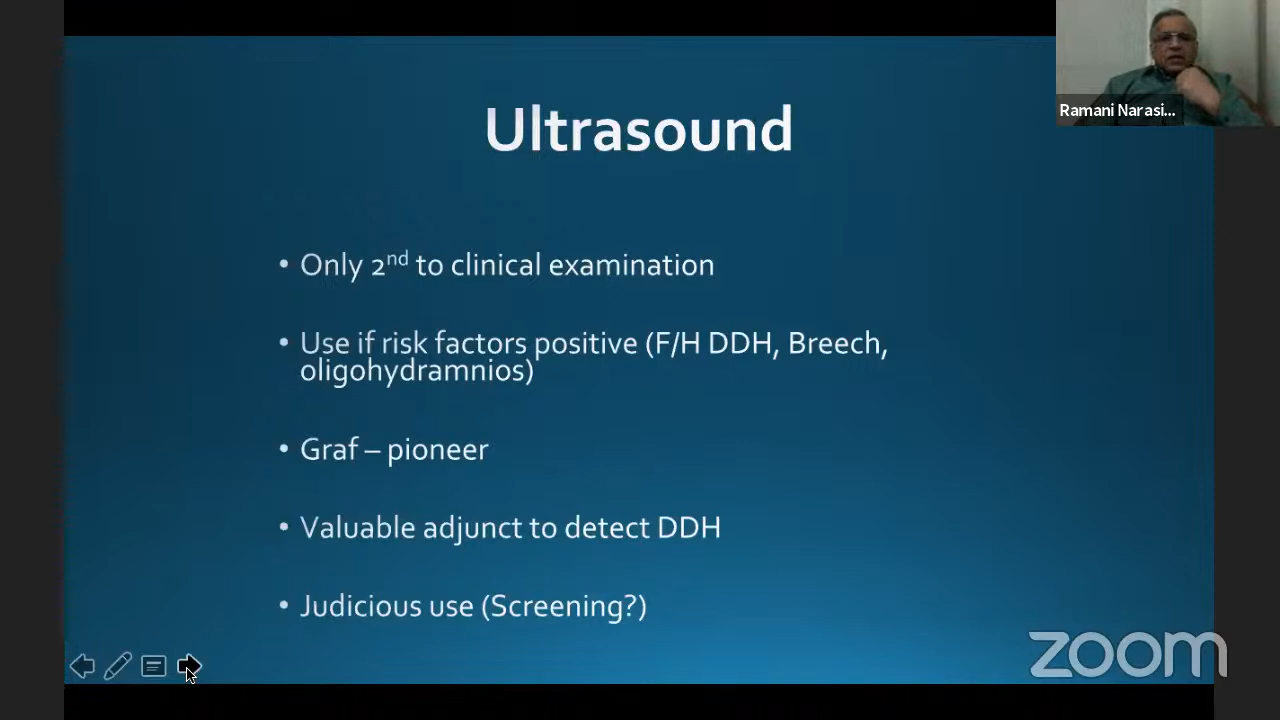 Ramani Narasi...
Ultrasound
• Only 2nd to clinical examination
• Use if risk factors positive (F/H DDH, Breech,
oligohydramnios)
• Graf – pioneer
• Valuable adjunct to detect DDH
• Judicious use (Screening?)
zoom